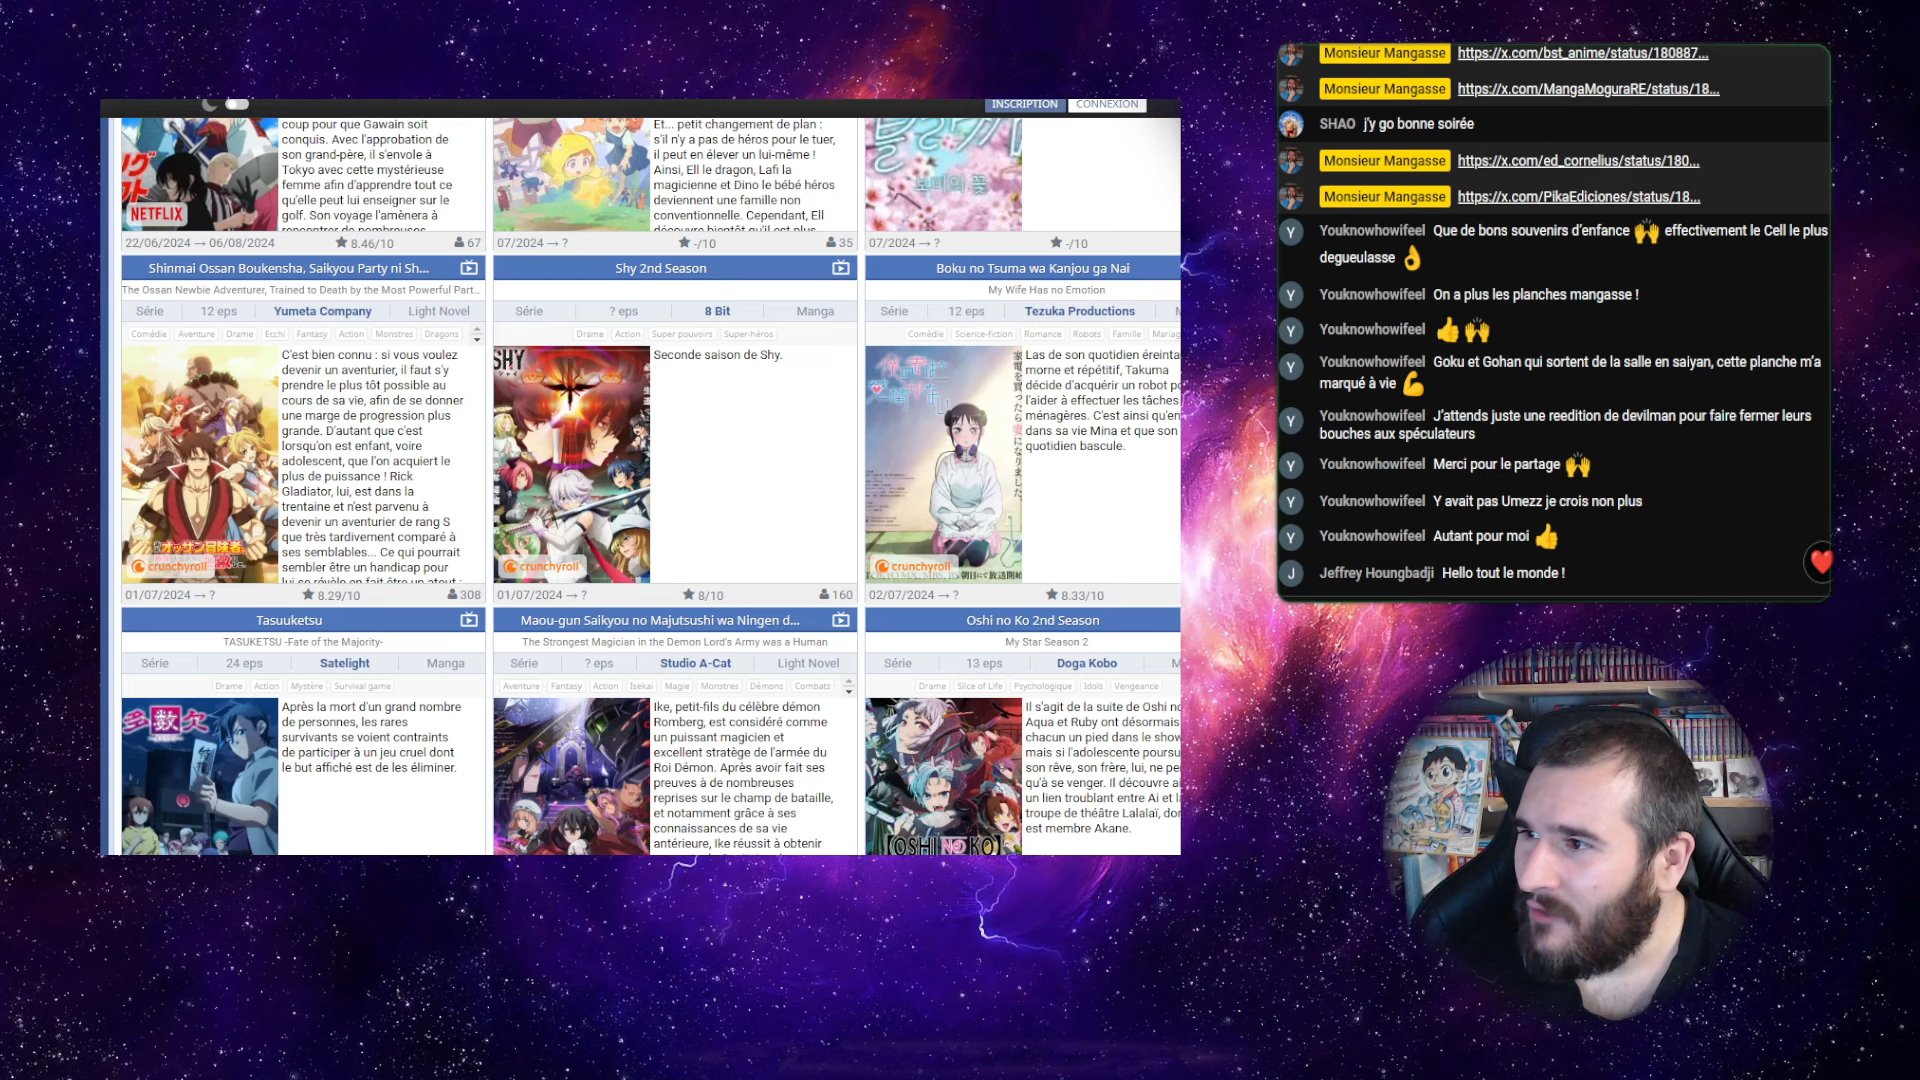 INSCRIPTION
CONNEXION
coup pour que Gawain soit
conquis. Avec l'approbation de
son grand-père, il s'envole à
Tokyo avec cette mystérieuse
femme afin d'apprendre tout ce
qu'elle peut lui enseigner sur le
golf. Son voyage l'amènera à
rencontrer de nombreuses
NETFLIX
22/06/2024 → 06/08/2024
8.46/10
67
Et... petit changement de plan :
s'il n'y a pas de héros pour le tuer,
il peut en élever un lui-même !
Ainsi, Ell le dragon, Lafi la
magicienne et Dino le bébé héros
deviennent une famille non
conventionnelle. Cependant, Ell
découvre bientôt qu'il est plus
07/2024 → ?
-/10
35
07/2024 → ?
-/10
Shinmai Ossan Boukensha, Saikyou Party ni Sh...
The Ossan Newbie Adventurer, Trained to Death by the Most Powerful Part...
Série
12 eps
Yumeta Company
Light Novel
Comédie
Aventure
Drame
Ecchi
Fantasy
Action
Monstres
Dragons
C'est bien connu : si vous voulez
devenir un aventurier, il faut s'y
prendre le plus tôt possible au
cours de sa vie, afin de se donner
une marge de progression plus
grande. D'autant que c'est
lorsqu'on est enfant, voire
adolescent, que l'on acquiert le
plus de puissance ! Rick
Gladiator, lui, est dans la
trentaine et n'est parvenu à
devenir un aventurier de rang S
que très tardivement comparé à
ses semblables... Ce qui pourrait
sembler être un handicap pour
lui se révèle en fait être un atout :
crunchyroll
01/07/2024 → ?
8.29/10
308
Shy 2nd Season
Série
? eps
8 Bit
Manga
Drame
Action
Super pouvoirs
Super-héros
SHY
Seconde saison de Shy.
crunchyroll
01/07/2024 → ?
8/10
160
Boku no Tsuma wa Kanjou ga Nai
My Wife Has no Emotion
Série
12 eps
Tezuka Productions
Comédie
Science-fiction
Romance
Robots
Famille
Mariag
Las de son quotidien éreinta
morne et répétitif, Takuma
décide d'acquérir un robot po
l'aider à effectuer les tâches
ménagères. C'est ainsi qu'en
dans sa vie Mina et que son
quotidien bascule.
crunchyroll
02/07/2024 → ?
8.33/10
Tasuuketsu
TASUKETSU -Fate of the Majority-
Série
24 eps
Satelight
Manga
Drame
Action
Mystère
Survival game
多数欠
Après la mort d'un grand nombre
de personnes, les rares
survivants se voient contraints
de participer à un jeu cruel dont
le but affiché est de les éliminer.
Maou-gun Saikyou no Majutsushi wa Ningen d...
The Strongest Magician in the Demon Lord's Army was a Human
Série
? eps
Studio A-Cat
Light Novel
Aventure
Fantasy
Action
Isekai
Magie
Monstres
Démons
Combats
Ike, petit-fils du célèbre démon
Romberg, est considéré comme
un puissant magicien et
excellent stratège de l'armée du
Roi Démon. Après avoir fait ses
preuves à de nombreuses
reprises sur le champ de bataille,
et notamment grâce à ses
connaissances de sa vie
antérieure, Ike réussit à obtenir
Oshi no Ko 2nd Season
My Star Season 2
Série
13 eps
Doga Kobo
Drame
Slice of Life
Psychologique
Idols
Vengeance
Il s'agit de la suite de Oshi no
Aqua et Ruby ont désormais
chacun un pied dans le show
mais si l'adolescente poursu
son rêve, son frère, lui, ne pe
qu'à se venger. Il découvre al
un lien troublant entre Ai et l
troupe de théâtre Lalalaï, do
est membre Akane.
[OSHI NO KO]
Monsieur Mangasse https://x.com/bst_anime/status/180887...
Monsieur Mangasse https://x.com/MangaMoguraRE/status/18...
SHAO j'y go bonne soirée
Monsieur Mangasse https://x.com/ed_cornelius/status/180...
Monsieur Mangasse https://x.com/PikaEdiciones/status/18...
Youknowhowifeel Que de bons souvenirs d'enfance 🙌 effectivement le Cell le plus
degueulasse 👌
Youknowhowifeel On a plus les planches mangasse !
Youknowhowifeel 👍🙌
Youknowhowifeel Goku et Gohan qui sortent de la salle en saiyan, cette planche m'a
marqué à vie 💪
Youknowhowifeel J'attends juste une reedition de devilman pour faire fermer leurs
bouches aux spéculateurs
Youknowhowifeel Merci pour le partage 🙌
Youknowhowifeel Y avait pas Umezz je crois non plus
Youknowhowifeel Autant pour moi 👍
Jeffrey Houngbadji Hello tout le monde !